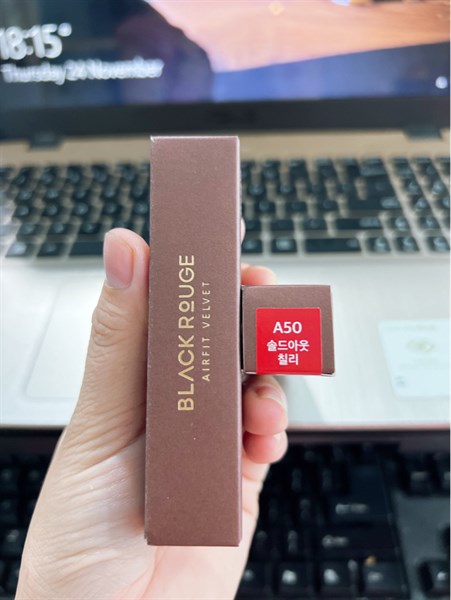 18:15
Thursday 24 November
BLACK ROUGE
AIRFIT VELVET
A50
솔드아웃
칠리